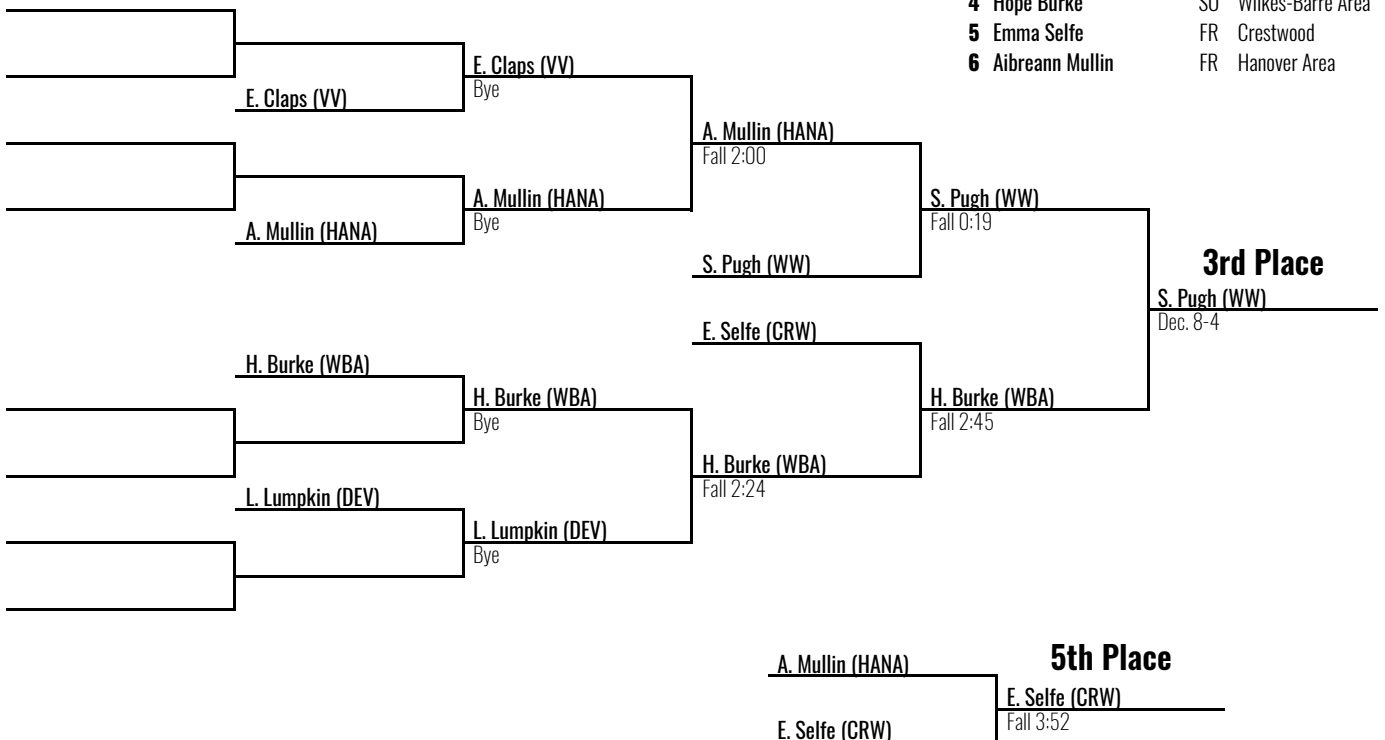 4 Hope Burke SO Wilkes-Barre Area
5 Emma Selfe FR Crestwood
6 Aibreann Mullin FR Hanover Area
E. Claps (VV)
Bye
E. Claps (VV)
A. Mullin (HANA)
Fall 2:00
A. Mullin (HANA)
Bye
S. Pugh (WW)
Fall 0:19
A. Mullin (HANA)
S. Pugh (WW)
3rd Place
S. Pugh (WW)
Dec. 8-4
E. Selfe (CRW)
H. Burke (WBA)
H. Burke (WBA)
Bye
H. Burke (WBA)
Fall 2:45
H. Burke (WBA)
Fall 2:24
L. Lumpkin (DEV)
L. Lumpkin (DEV)
Bye
5th Place
A. Mullin (HANA)
E. Selfe (CRW)
Fall 3:52
E. Selfe (CRW)